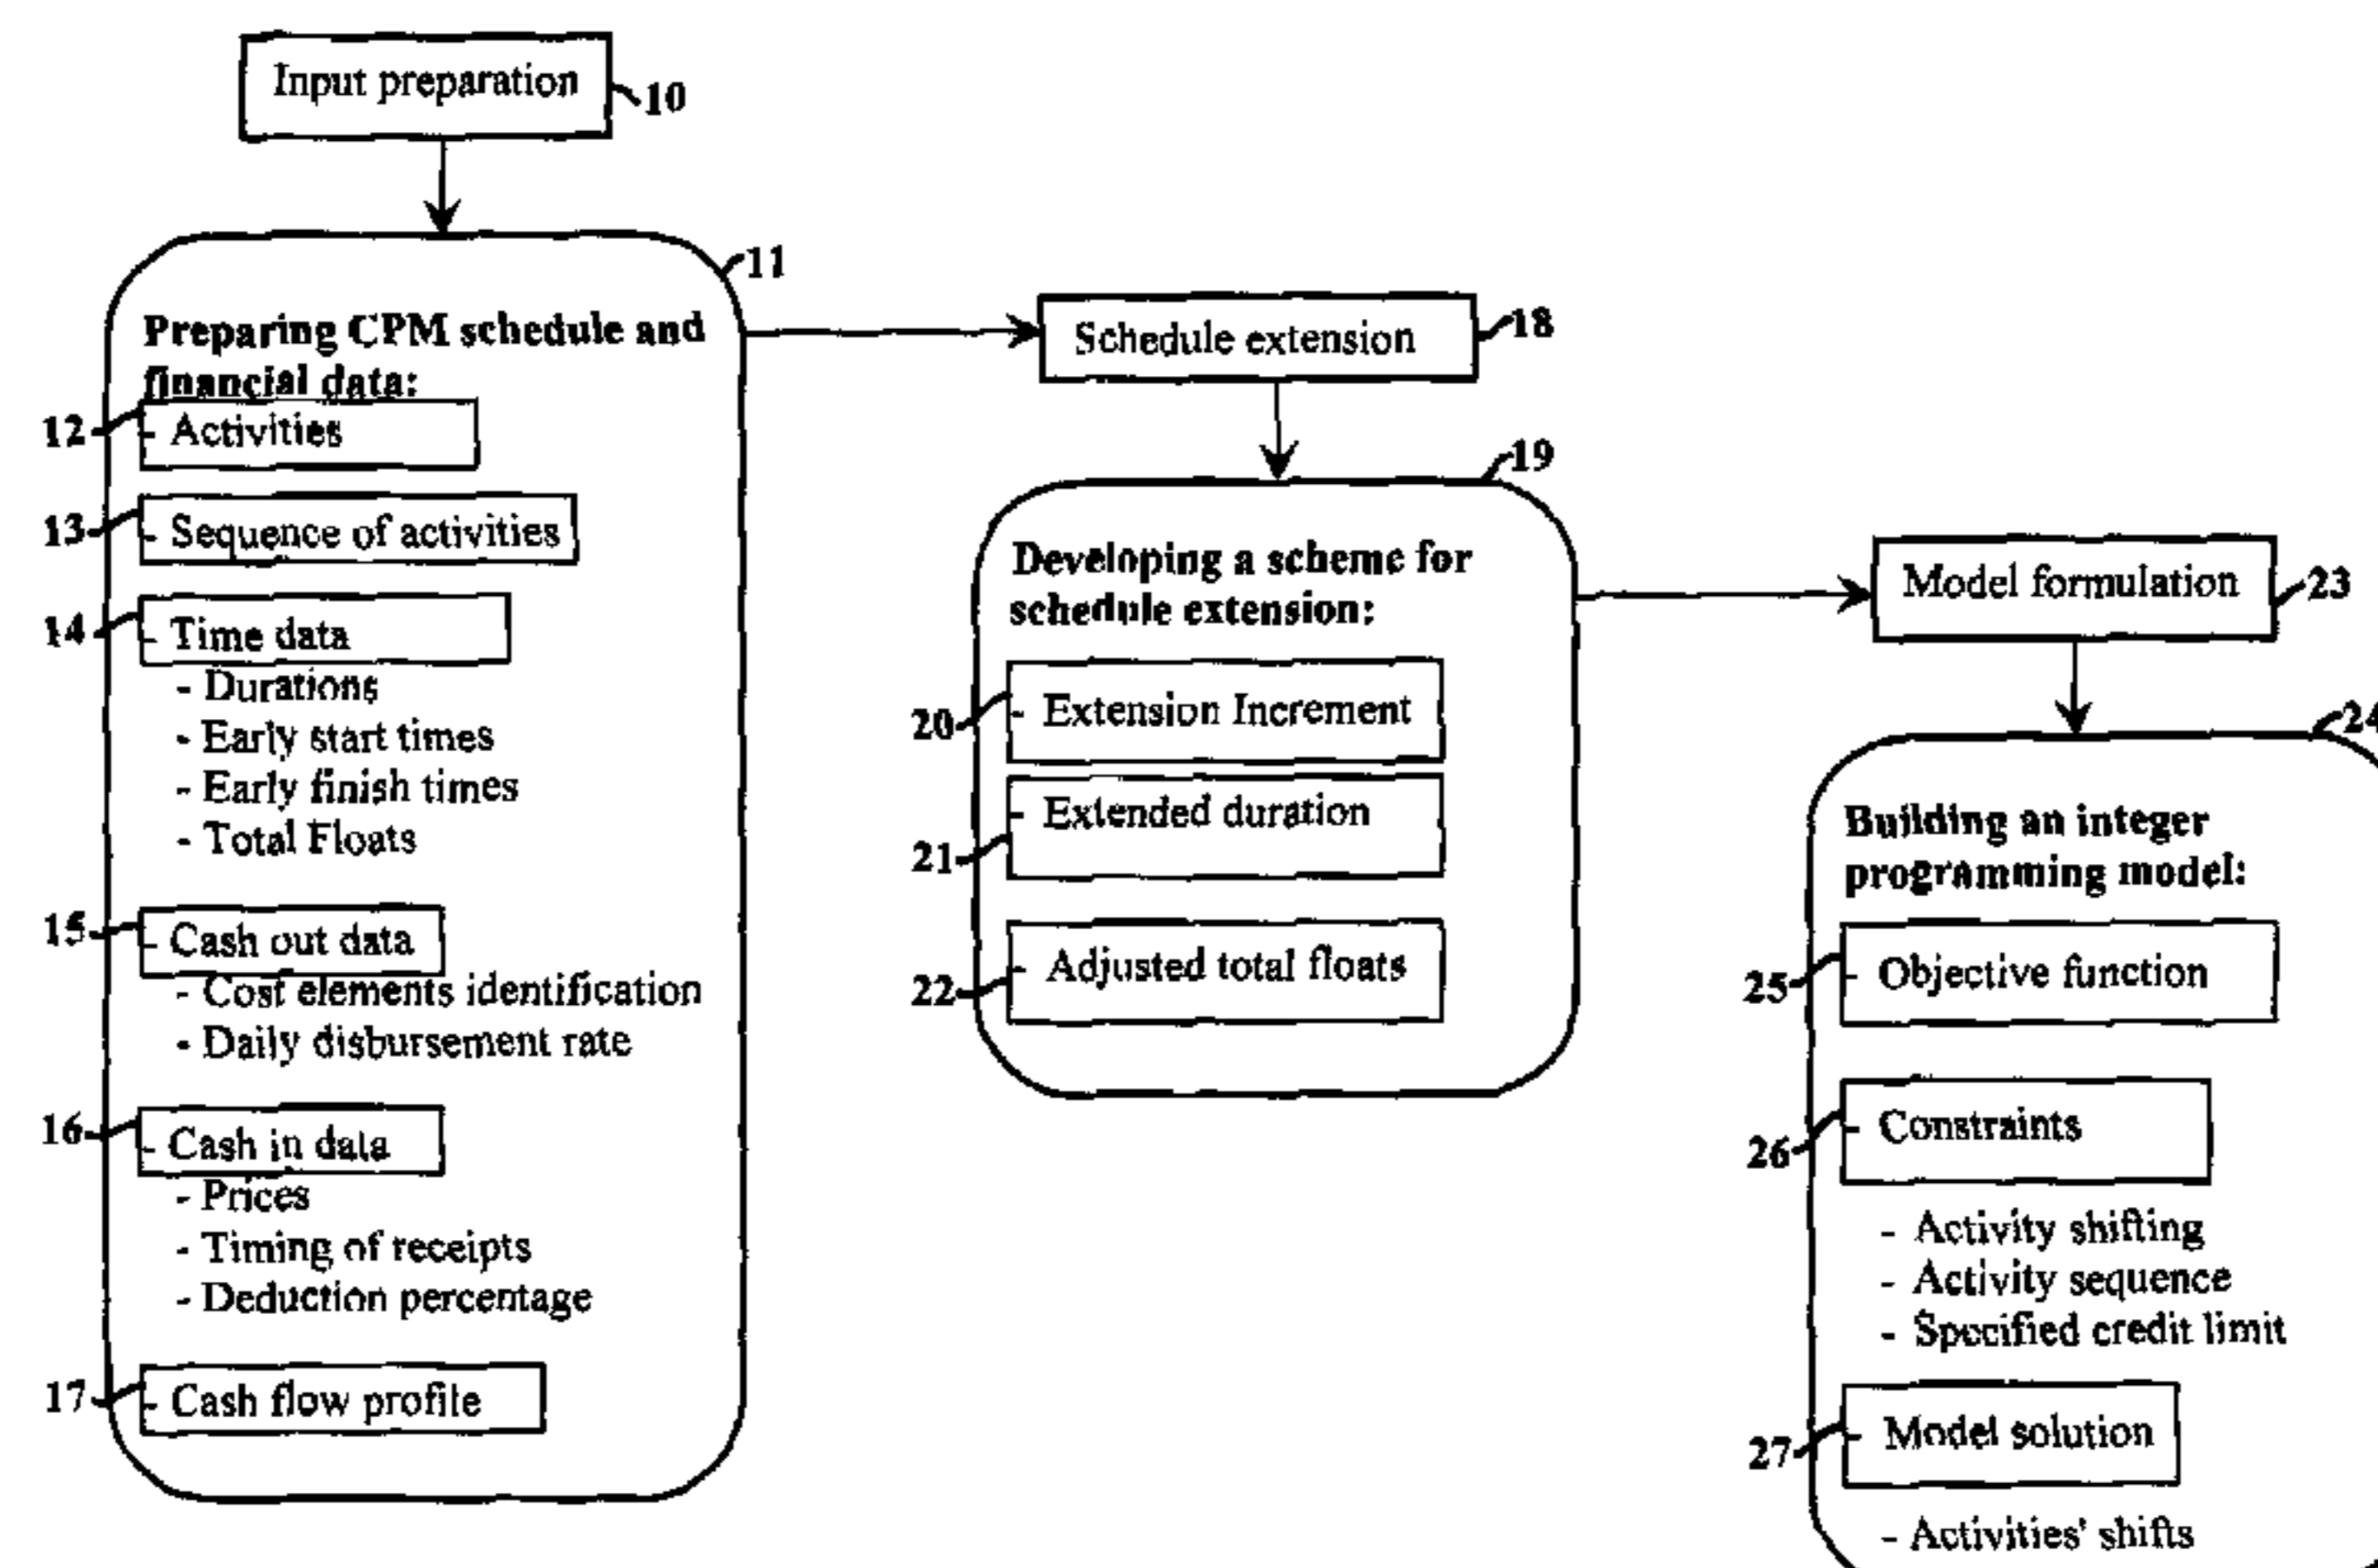 Input preparation
10
11
Preparing CPM schedule and
financial data:
12
- Activities
13
- Sequence of activities
14
- Time data
- Durations
- Early start times
- Early finish times
- Total Floats
15
- Cash out data
- Cost elements identification
- Daily disbursement rate
16
- Cash in data
- Prices
- Timing of receipts
- Deduction percentage
17
- Cash flow profile
Schedule extension
18
19
Developing a scheme for
schedule extension:
20
- Extension Increment
21
- Extended duration
22
- Adjusted total floats
Model formulation
23
24
Building an integer
programming model:
25
- Objective function
26
- Constraints
- Activity shifting
- Activity sequence
- Specified credit limit
27
- Model solution
- Activities' shifts